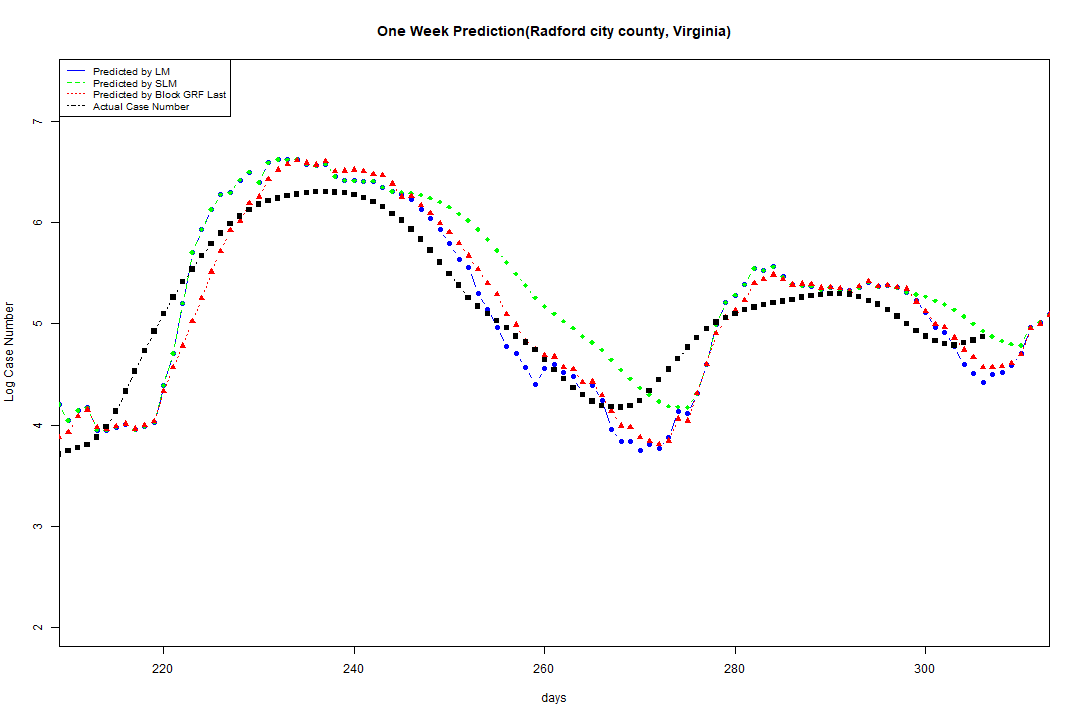 One Week Prediction(Radford city county, Virginia)
Predicted by LM
Predicted by SLM
Predicted by Block GRF Last
Actual Case Number
7
6
5
4
3
2
Log Case Number
220 240 260 280 300
days